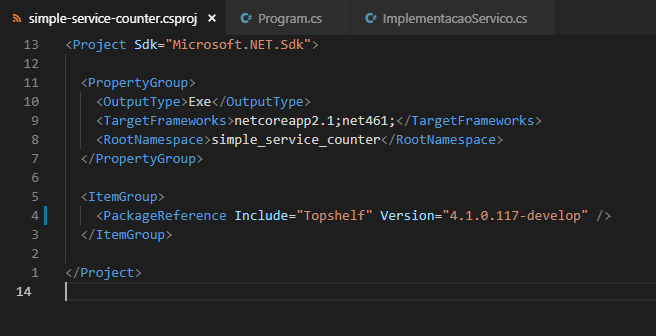 simple-service-counter.csproj × C# Program.cs C# ImplementacaoServico.cs
13 <Project Sdk="Microsoft.NET.Sdk">
12
11 <PropertyGroup>
10 <OutputType>Exe</OutputType>
9 <TargetFrameworks>netcoreapp2.1;net461;</TargetFrameworks>
8 <RootNamespace>simple_service_counter</RootNamespace>
7 </PropertyGroup>
6
5 <ItemGroup>
4 <PackageReference Include="Topshelf" Version="4.1.0.117-develop" />
3 </ItemGroup>
2
1 </Project>
14